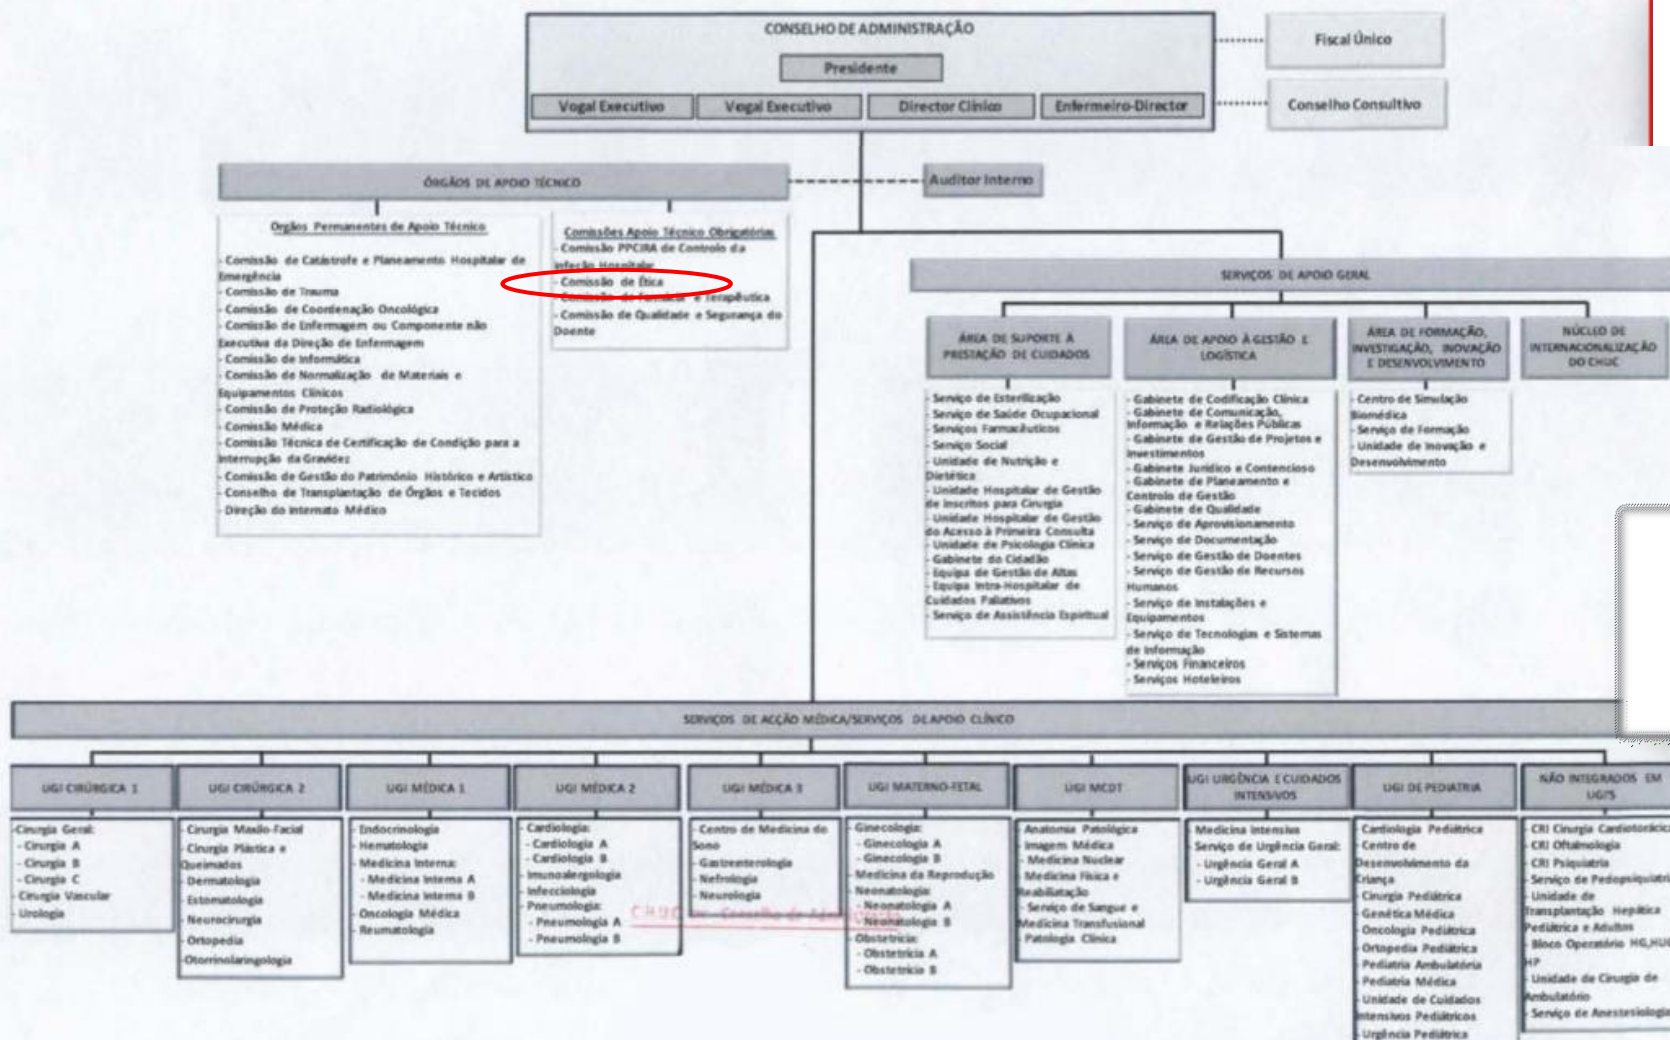 CONSELHO DE ADMINISTRAÇÃO
Presidente
Vogal Executivo
Vogal Executivo
Director Clínico
Enfermeiro-Director
Fiscal Único
Conselho Consultivo
ÓRGÃOS DE APOIO TÉCNICO
Auditor Interno
Orgãos Permanentes de Apoio Técnico
- Comissão de Catástrofe e Planeamento Hospitalar de
Emergência
- Comissão de Trauma
- Comissão de Coordenação Oncológica
- Comissão de Enfermagem ou Componente não
Executiva da Direção de Enfermagem
- Comissão de Informática
- Comissão de Normalização de Materiais e
Equipamentos Clínicos
- Comissão de Proteção Radiológica
- Comissão Médica
- Comissão Técnica de Certificação de Condição para a
Interrupção da Gravidez
- Comissão de Gestão do Património Histórico e Artístico
- Conselho de Transplantação de Órgãos e Tecidos
- Direção do Internato Médico
Comissões Apoio Técnico Obrigatórias
- Comissão PPCIRA de Controlo da
Infeção Hospitalar
- Comissão de Ética
- Comissão de Farmácia e Terapêutica
- Comissão de Qualidade e Segurança do
Doente
SERVIÇOS DE APOIO GERAL
ÁREA DE SUPORTE À
PRESTAÇÃO DE CUIDADOS
- Serviço de Esterilização
- Serviço de Saúde Ocupacional
- Serviços Farmacêuticos
- Serviço Social
- Unidade de Nutrição e
Dietética
- Unidade Hospitalar de Gestão
de Inscritos para Cirurgia
- Unidade Hospitalar de Gestão
do Acesso à Primeira Consulta
- Unidade de Psicologia Clínica
- Gabinete do Cidadão
- Equipa de Gestão de Altas
- Equipa Intra-Hospitalar de
Cuidados Paliativos
- Serviço de Assistência Espiritual
ÁREA DE APOIO À GESTÃO E
LOGÍSTICA
- Gabinete de Codificação Clínica
- Gabinete de Comunicação,
Informação e Relações Públicas
- Gabinete de Gestão de Projetos e
Investimentos
- Gabinete Jurídico e Contencioso
- Gabinete de Planeamento e
Controlo de Gestão
- Gabinete de Qualidade
- Serviço de Aprovisionamento
- Serviço de Documentação
- Serviço de Gestão de Doentes
- Serviço de Gestão de Recursos
Humanos
- Serviço de Instalações e
Equipamentos
- Serviço de Tecnologias e Sistemas
de Informação
- Serviços Financeiros
- Serviços Hoteleiros
ÁREA DE FORMAÇÃO,
INVESTIGAÇÃO, INOVAÇÃO
E DESENVOLVIMENTO
- Centro de Simulação
Biomédica
- Serviço de Formação
- Unidade de Inovação e
Desenvolvimento
NÚCLEO DE
INTERNACIONALIZAÇÃO
DO CHUC
SERVIÇOS DE ACÇÃO MÉDICA/SERVIÇOS DE APOIO CLÍNICO
UGI CIRÚRGICA 1
-Cirurgia Geral:
- Cirurgia A
- Cirurgia B
- Cirurgia C
- Cirurgia Vascular
- Urologia
UGI CIRÚRGICA 2
- Cirurgia Maxilo-Facial
- Cirurgia Plástica e
Queimados
- Dermatologia
- Estomatologia
- Neurocirurgia
- Ortopedia
-Otorrinolaringologia
UGI MÉDICA 1
- Endocrinologia
- Hematologia
- Medicina Interna:
- Medicina Interna A
- Medicina Interna B
- Oncologia Médica
- Reumatologia
UGI MÉDICA 2
- Cardiologia:
- Cardiologia A
- Cardiologia B
- Imunoalergologia
- Infecciologia
- Pneumologia:
- Pneumologia A
- Pneumologia B
UGI MÉDICA 3
- Centro de Medicina do
Sono
- Gastrenterologia
- Nefrologia
- Neurologia
UGI MATERNO-FETAL
- Ginecologia:
- Ginecologia A
- Ginecologia B
- Medicina da Reprodução
- Neonatologia:
- Neonatologia A
- Neonatologia B
- Obstetrícia:
- Obstetrícia A
- Obstetrícia B
UGI MCDT
- Anatomia Patológica
- Imagem Médica
- Medicina Nuclear
- Medicina Física e
Reabilitação
- Serviço de Sangue e
Medicina Transfusional
- Patologia Clínica
UGI URGÊNCIA E CUIDADOS
INTENSIVOS
- Medicina Intensiva
- Serviço de Urgência Geral:
- Urgência Geral A
- Urgência Geral B
UGI DE PEDIATRIA
- Cardiologia Pediátrica
- Centro de
Desenvolvimento da
Criança
- Cirurgia Pediátrica
- Genética Médica
- Oncologia Pediátrica
- Ortopedia Pediátrica
- Pediatria Ambulatória
- Pediatria Médica
- Unidade de Cuidados
Intensivos Pediátricos
- Urgência Pediátrica
NÃO INTEGRADOS EM
UGI'S
- CRI Cirurgia Cardiotorácica
- CRI Oftalmologia
- CRI Psiquiatria
- Serviço de Pedopsiquiatria
- Unidade de
Transplantação Hepática
Pediátrica e Adultos
- Bloco Operatório HG,HUC
HP
- Unidade de Cirurgia de
Ambulatório
- Serviço de Anestesiologia
Conselho de Administração